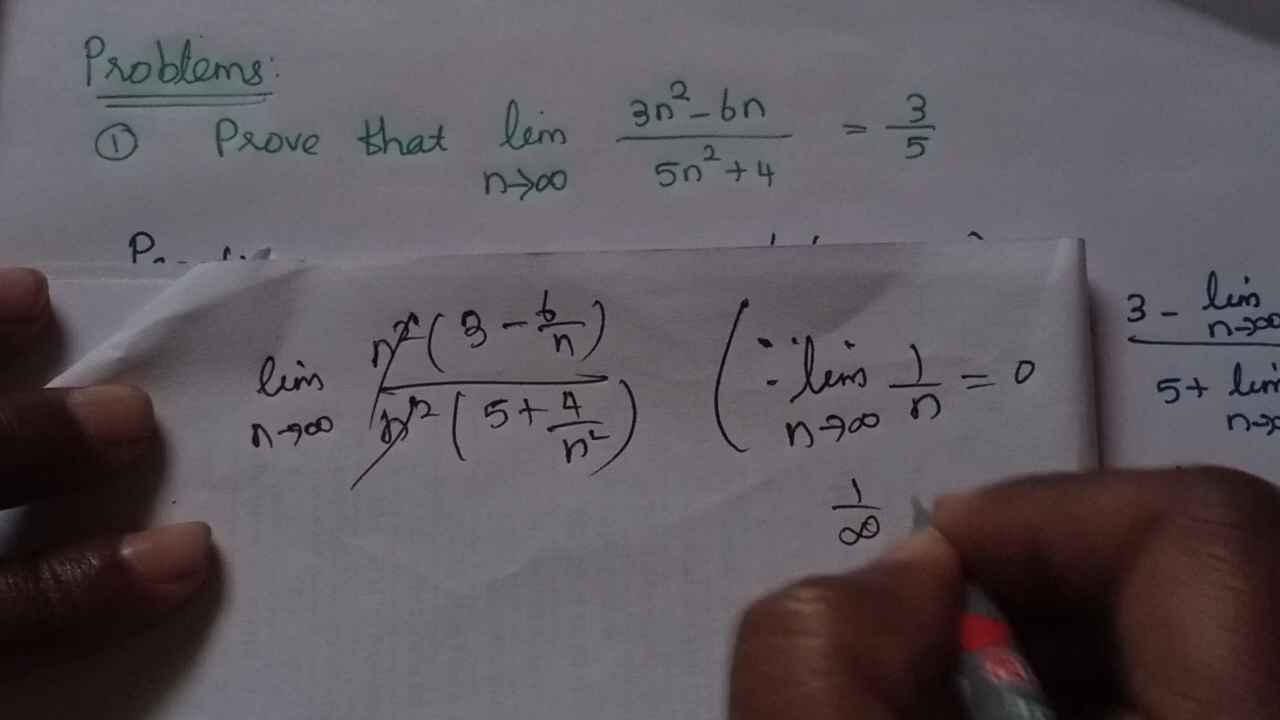 Problems:
① Prove that lim n→∞ 3n²-6n / 5n²+4 = 3/5
lim n→∞ n²(3 - 6/n) / n²(5 + 4/n²) (∵ lim n→∞ 1/n = 0
1/∞
3 - lim n→∞
5 + lim